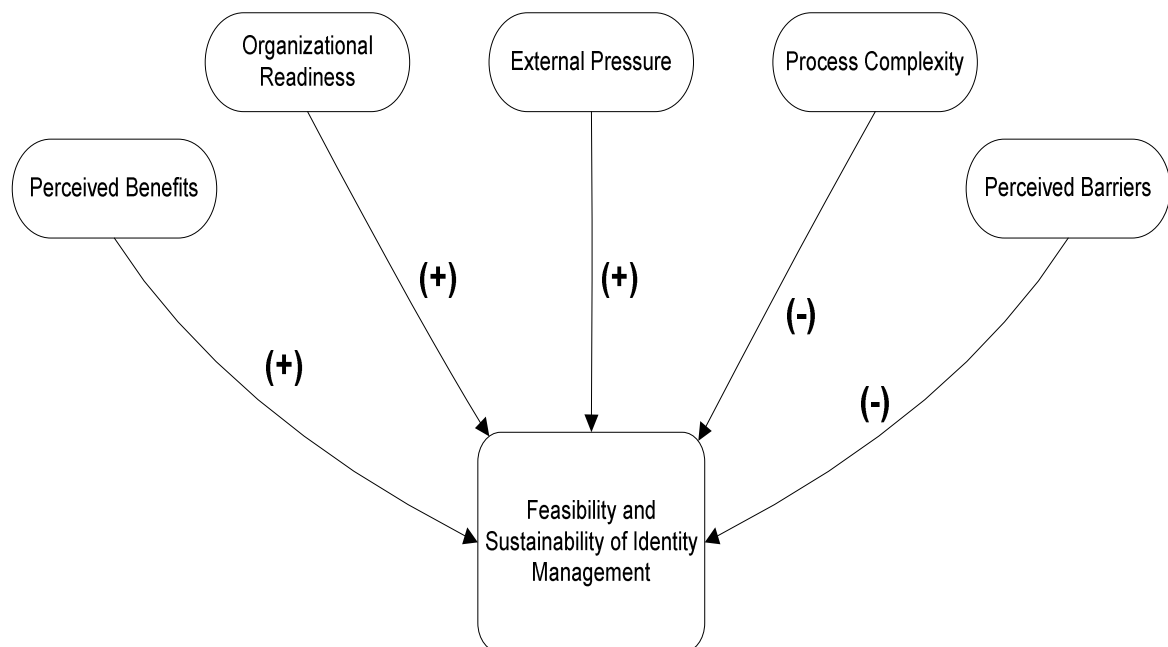 Organizational
Readiness
External Pressure
Process Complexity
Perceived Benefits
Perceived Barriers
(+)
(+)
(-)
(+)
(-)
Feasibility and
Sustainability of Identity
Management